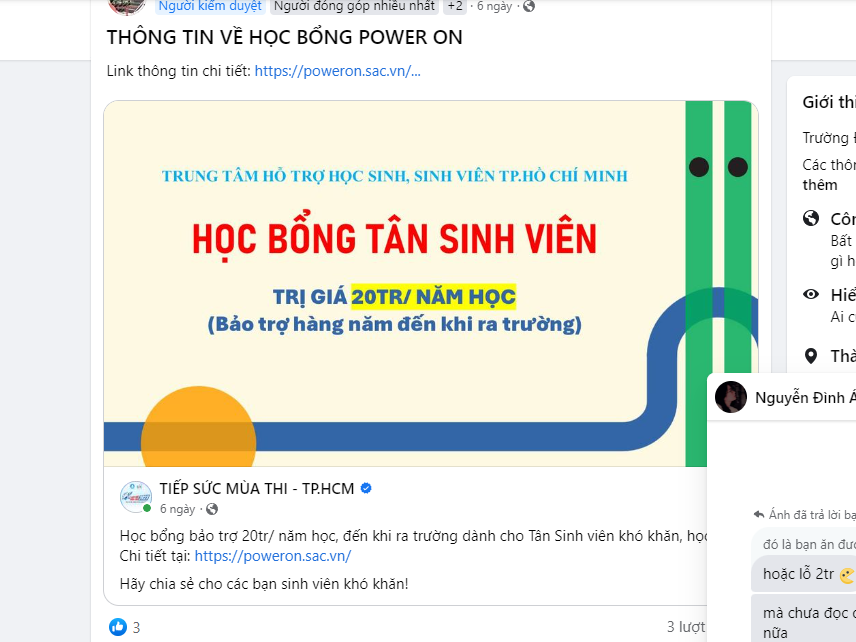 Người kiểm duyệt Người đóng góp nhiều nhất +2 · 6 ngày ·
THÔNG TIN VỀ HỌC BỔNG POWER ON
Link thông tin chi tiết: https://poweron.sac.vn/...
TRUNG TÂM HỖ TRỢ HỌC SINH, SINH VIÊN TP.HỒ CHÍ MINH
HỌC BỔNG TÂN SINH VIÊN
TRỊ GIÁ 20TR/ NĂM HỌC
(Bảo trợ hàng năm đến khi ra trường)
TIẾP SỨC MÙA THI - TP.HCM
6 ngày ·
Học bổng bảo trợ 20tr/ năm học, đến khi ra trường dành cho Tân Sinh viên khó khăn, học
Chi tiết tại: https://poweron.sac.vn/
Hãy chia sẻ cho các bạn sinh viên khó khăn!
3
3 lượt
Giới th
Trường
Các thôn
thêm
Bất
gì h
Ai c
Nguyễn Đình
Ánh đã trả lời bạ
đó là bạn ăn đượ
hoặc lỗ 2tr
mà chưa đọc
nữa